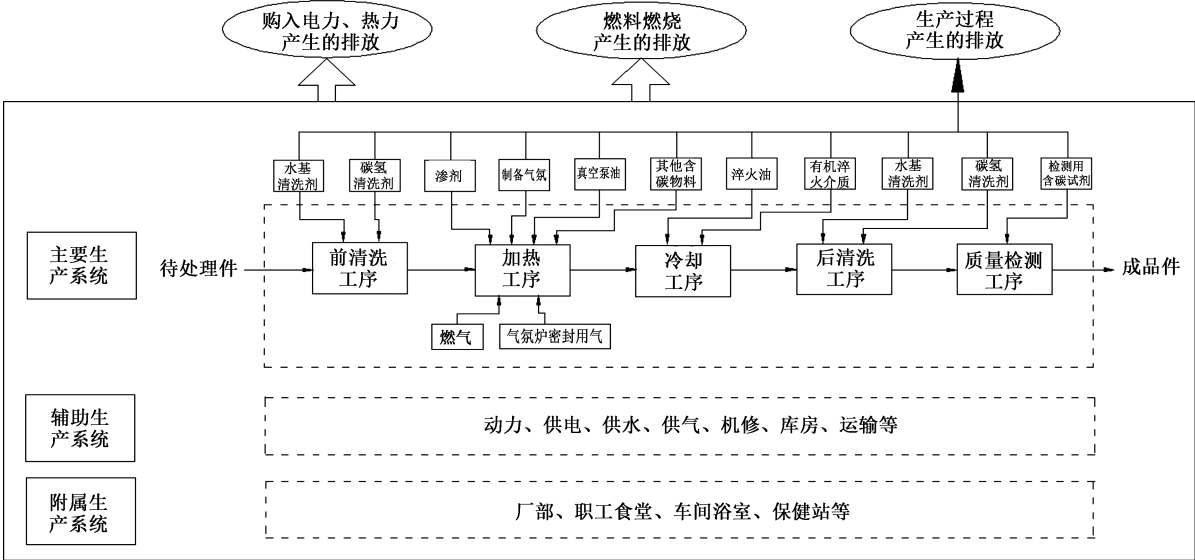 购入电力、热力
产生的排放
燃料燃烧
产生的排放
生产过程
产生的排放
水基
清洗剂
碳氢
清洗剂
渗剂
制备气氛
真空泵油
其他含
碳物料
淬火油
有机淬
火介质
水基
清洗剂
碳氢
清洗剂
检测用
含碳试剂
主要生
产系统
待处理件
前清洗
工序
加热
工序
冷却
工序
后清洗
工序
质量检测
工序
成品件
燃气
气氛炉密封用气
辅助生
产系统
动力、供电、供水、供气、机修、库房、运输等
附属生
产系统
厂部、职工食堂、车间浴室、保健站等